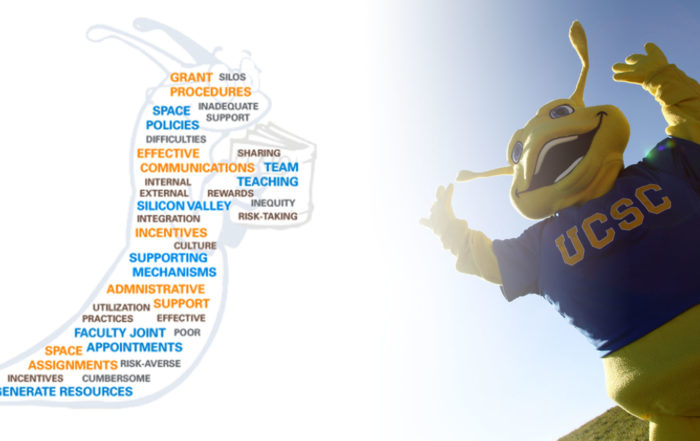 GRANT SILOS
PROCEDURES
SPACE INADEQUATE
POLICIES SUPPORT
DIFFICULTIES
EFFECTIVE SHARING
COMMUNICATIONS TEAM
INTERNAL TEACHING
EXTERNAL REWARDS
SILICON VALLEY INEQUITY
INTEGRATION RISK-TAKING
INCENTIVES
CULTURE
SUPPORTING
MECHANISMS
ADMNISTRATIVE
UTILIZATION SUPPORT
PRACTICES EFFECTIVE
FACULTY JOINT POOR
SPACE APPOINTMENTS
ASSIGNMENTS RISK-AVERSE
INCENTIVES CUMBERSOME
GENERATE RESOURCES
UCSC